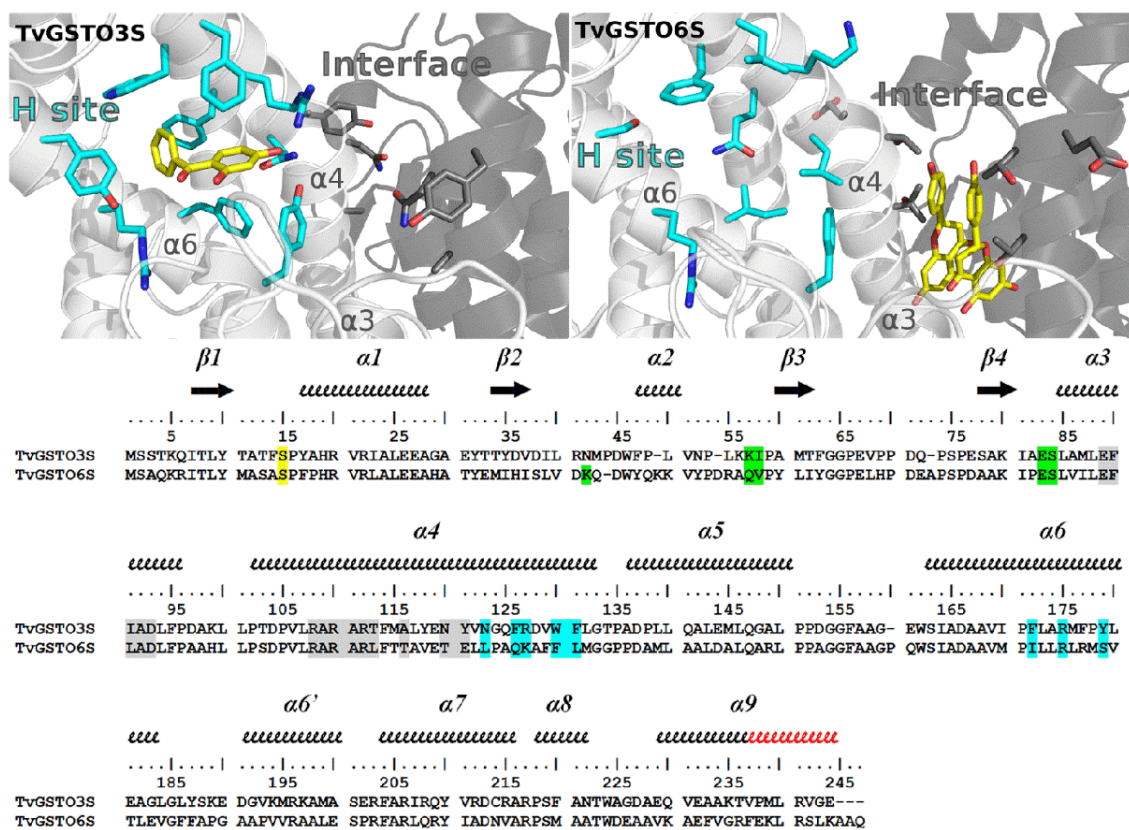 TvGSTO3S
Interface
H site
α4
α6
α3
TvGSTO6S
Interface
H site
α4
α6
α3
β1 α1 β2 α2 β3 β4 α3
5 15 25 35 45 55 65 75 85
TvGSTO3S MSSTKQITLY TATFSPYAHR VRIALEEAGA EYTTYDVDIL RNMPDWFP-L VNP-LKKIPA MTFGGPEVPP DQ-PSPESAK IAESLAMLEF
TvGSTO6S MSAQKRITLY MASASPFPHR VRLALEEAHA TYEMIHISLV DKQ-DWYQKK VYPDRAQVPY LIYGGPELHP DEAPSPDAAK IPESLVILEF
α4 α5 α6
95 105 115 125 135 145 155 165 175
TvGSTO3S IADLFPDAKL LPTDPVLRAR ARTFMALYEN YVNGQFRDVW FLGTPADPLL QALEMLQGAL PPDGGFAAG- EWSIADAAVI PFLARMFPYL
TvGSTO6S LADLFPAAHL LPSDPVLRAR ARLFTTAVET ELLPAQKAFF LMGGPPDAML AALDALQARL PPAGGFAAGP QWSIADAAVM PILLRLRMSV
α6’ α7 α8 α9
185 195 205 215 225 235 245
TvGSTO3S EAGLGLYSKE DGVKMRKAMA SERFARIRQY VRDCRARPSF ANTWAGDAEQ VEAAKTVPML RVGE---
TvGSTO6S TLEVGFFAPG AAPVVRAALE SPRFARLQRY IADNVARPSM AATWDEAAVK AEFVGRFEKL RSLKAAQ